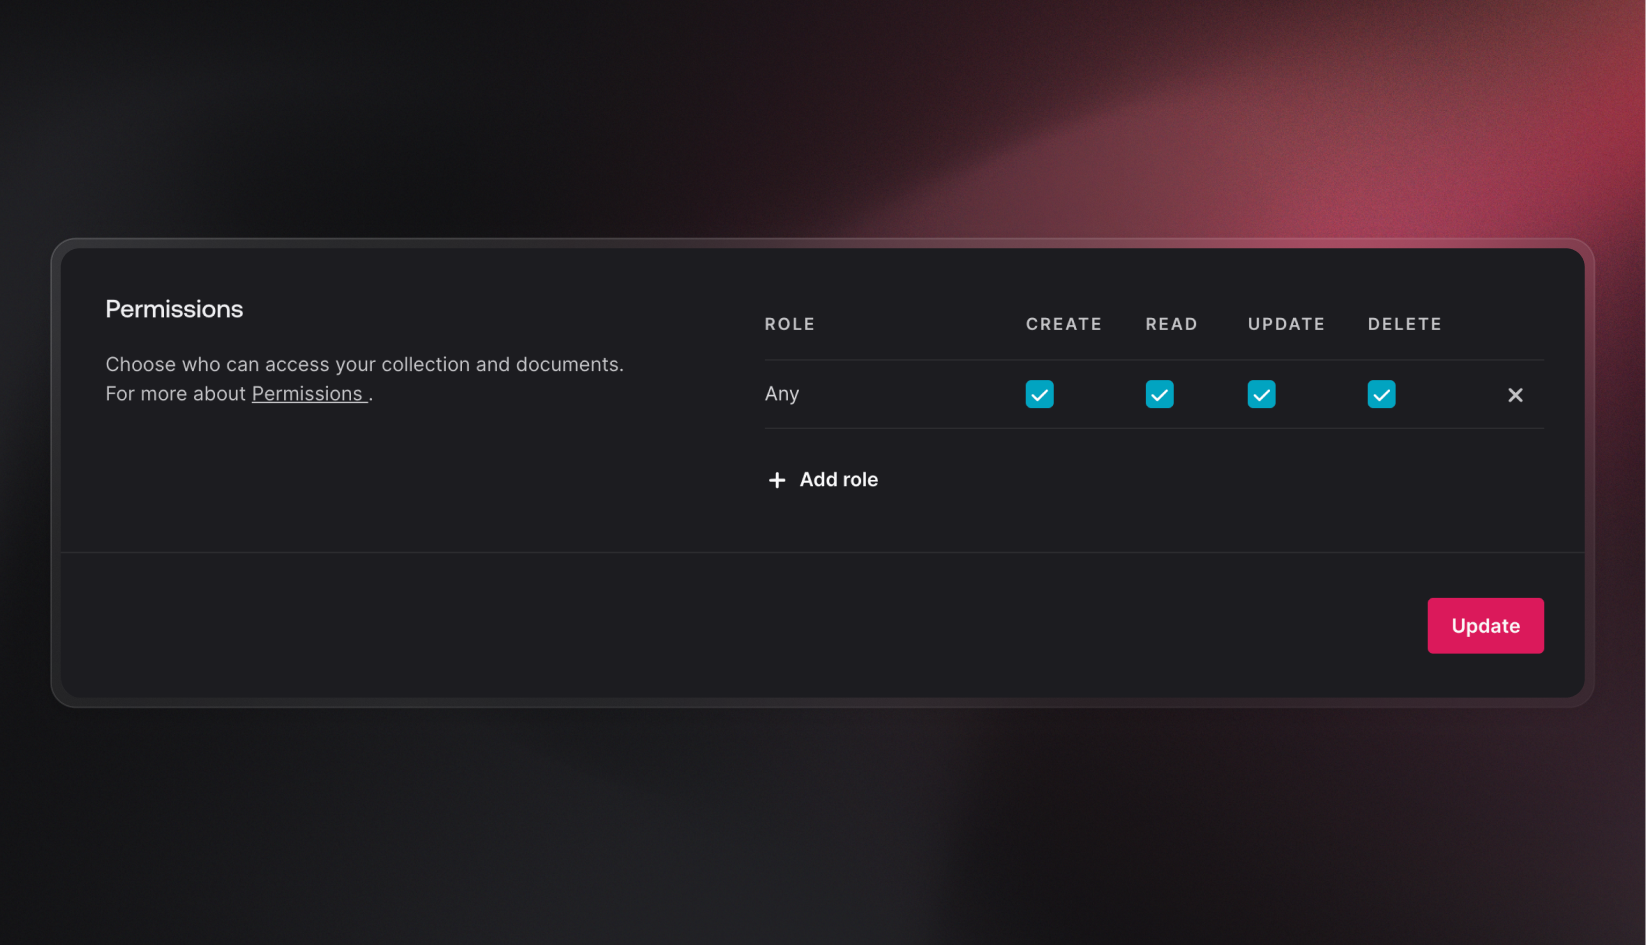 Permissions
Choose who can access your collection and documents.
For more about Permissions .
ROLE CREATE READ UPDATE DELETE
Any
Add role
Update